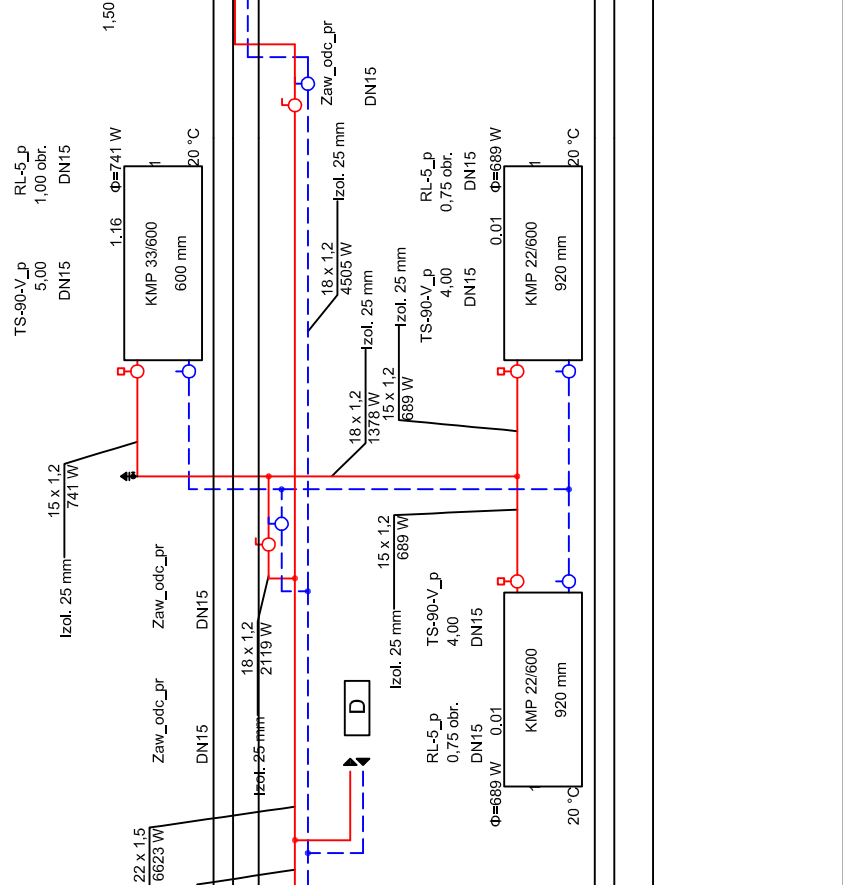 1,50
Zaw_odc_pr
DN15
RL-5_p
1,00 obr.
DN15
Φ=741 W
1
20 °C
TS-90-V_p
5,00
DN15
1.16
KMP 33/600
600 mm
Izol. 25 mm
18 x 1,2
4505 W
RL-5_p
0,75 obr.
DN15
Φ=689 W
1
20 °C
TS-90-V_p
4,00
DN15
0.01
KMP 22/600
920 mm
Izol. 25 mm
18 x 1,2
1378 W
Izol. 25 mm
15 x 1,2
689 W
15 x 1,2
741 W
Izol. 25 mm
Zaw_odc_pr
DN15
Zaw_odc_pr
DN15
18 x 1,2
2119 W
Izol. 25 mm
15 x 1,2
689 W
Izol. 25 mm
TS-90-V_p
4,00
DN15
RL-5_p
0,75 obr.
DN15
KMP 22/600
920 mm
0.01
Φ=689 W
1
20 °C
D
22 x 1,5
6623 W